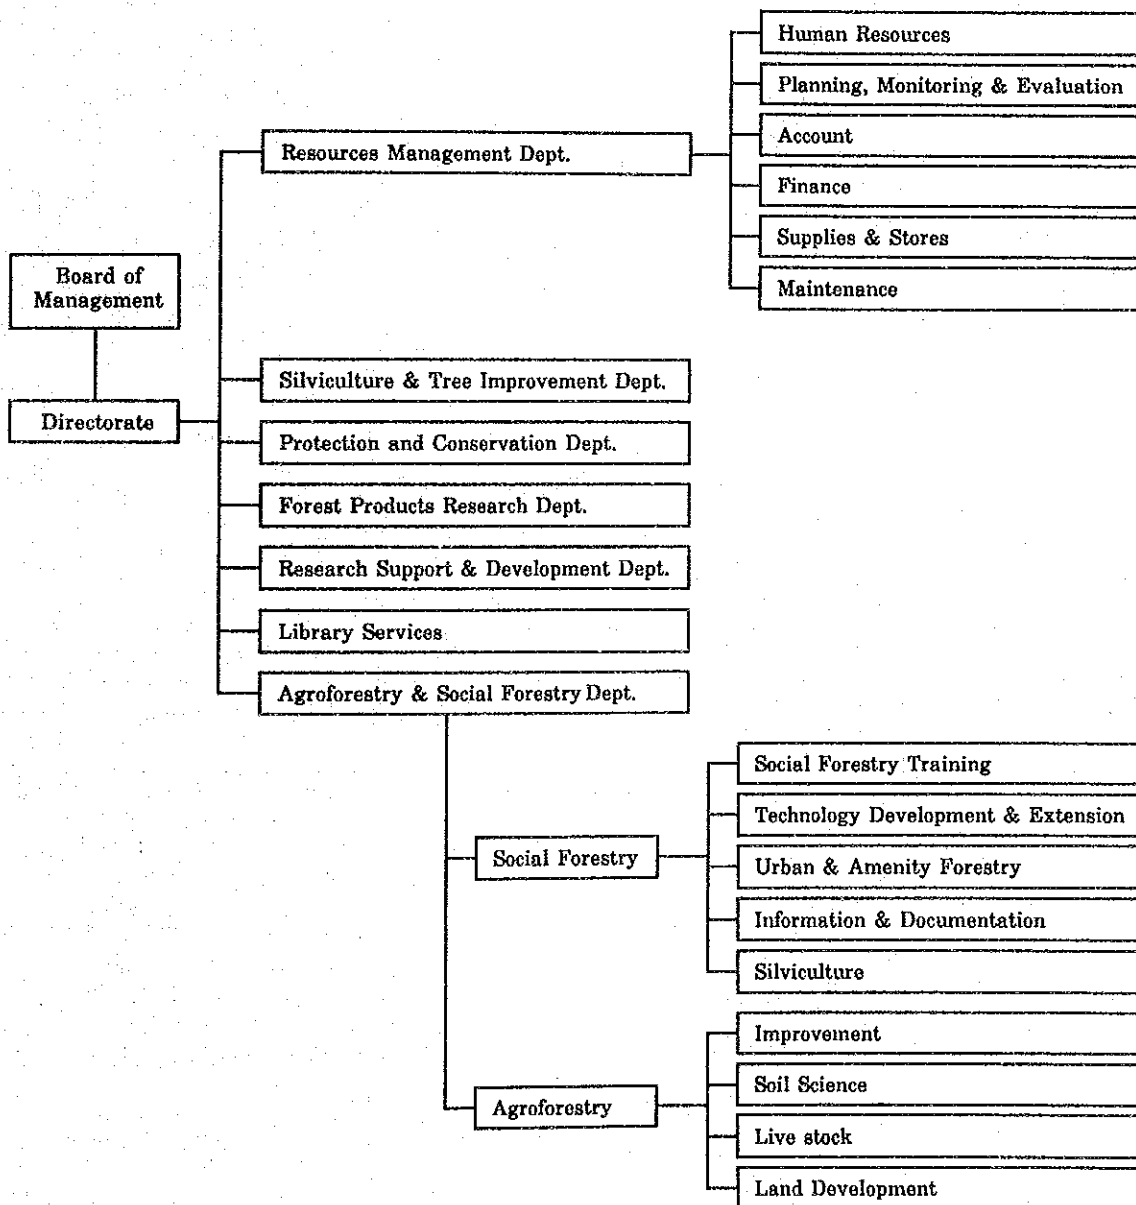 Human Resources
Planning, Monitoring & Evaluation
Account
Finance
Supplies & Stores
Maintenance
Resources Management Dept.
Board of
Management
Directorate
Silviculture & Tree Improvement Dept.
Protection and Conservation Dept.
Forest Products Research Dept.
Research Support & Development Dept.
Library Services
Agroforestry & Social Forestry Dept.
Social Forestry
Social Forestry Training
Technology Development & Extension
Urban & Amenity Forestry
Information & Documentation
Silviculture
Agroforestry
Improvement
Soil Science
Live stock
Land Development